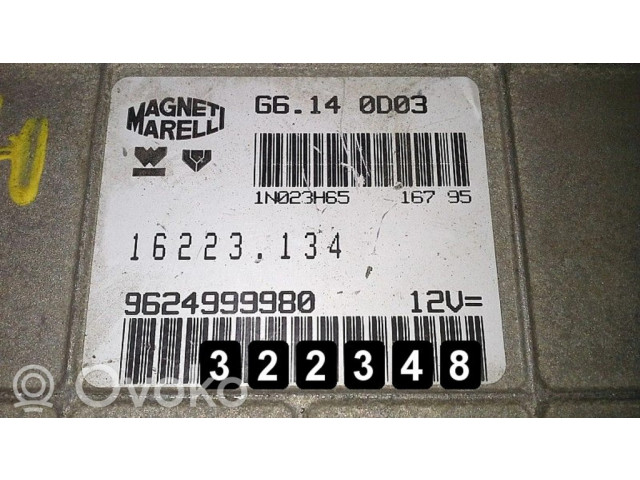 MAGNETI
MARELLI
G6.14 0D03
1N023H65 167 95
16223.134
9624999980 12V=
322348
Ovoko